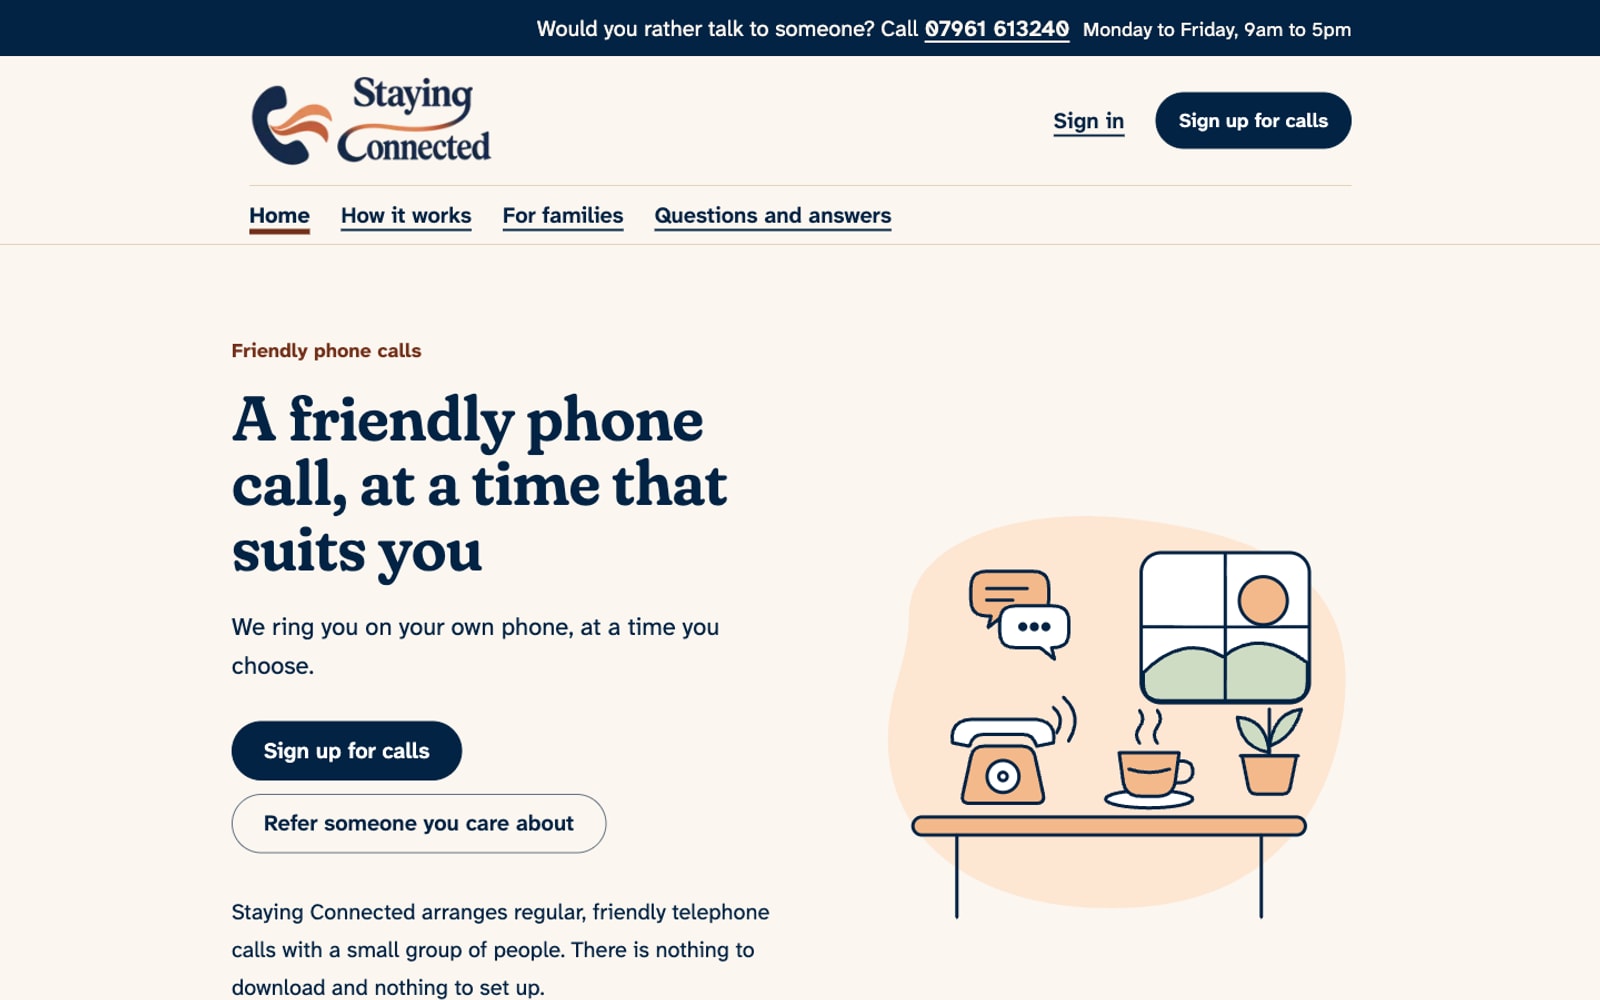 Would you rather talk to someone? Call 07961 613240 Monday to Friday, 9am to 5pm
Staying
Connected
Sign in
Sign up for calls
Home
How it works
For families
Questions and answers
Friendly phone calls
A friendly phone
call, at a time that
suits you
We ring you on your own phone, at a time you
choose.
Sign up for calls
Refer someone you care about
Staying Connected arranges regular, friendly telephone
calls with a small group of people. There is nothing to
download and nothing to set up.